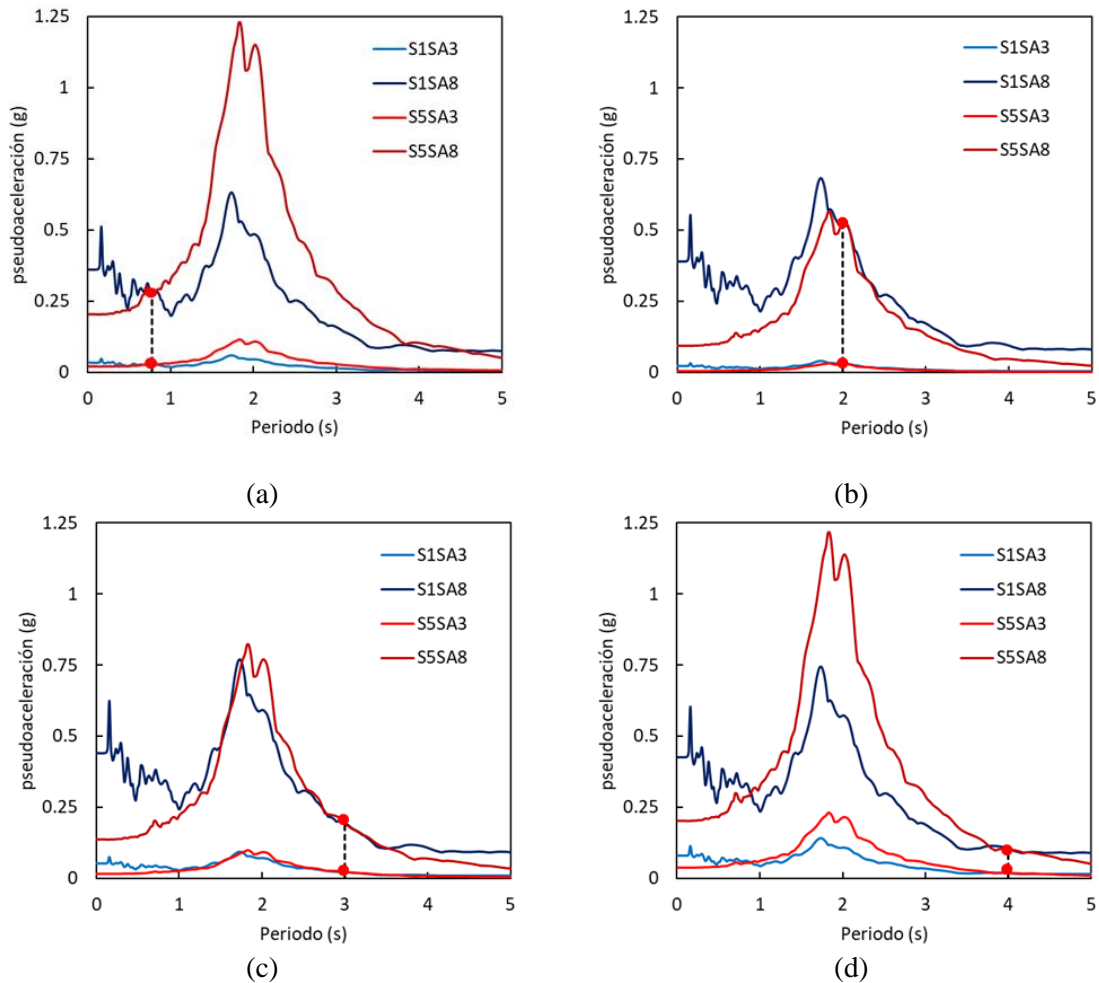 1.25
1
0.75
0.5
0.25
0
pseudoaceleración (g)
0 1 2 3 4 5
Periodo (s)
S1SA3
S1SA8
S5SA3
S5SA8
(a)
1.25
1
0.75
0.5
0.25
0
pseudoaceleración (g)
0 1 2 3 4 5
Periodo (s)
S1SA3
S1SA8
S5SA3
S5SA8
(b)
1.25
1
0.75
0.5
0.25
0
pseudoaceleración (g)
0 1 2 3 4 5
Periodo (s)
S1SA3
S1SA8
S5SA3
S5SA8
(c)
1.25
1
0.75
0.5
0.25
0
pseudoaceleración (g)
0 1 2 3 4 5
Periodo (s)
S1SA3
S1SA8
S5SA3
S5SA8
(d)